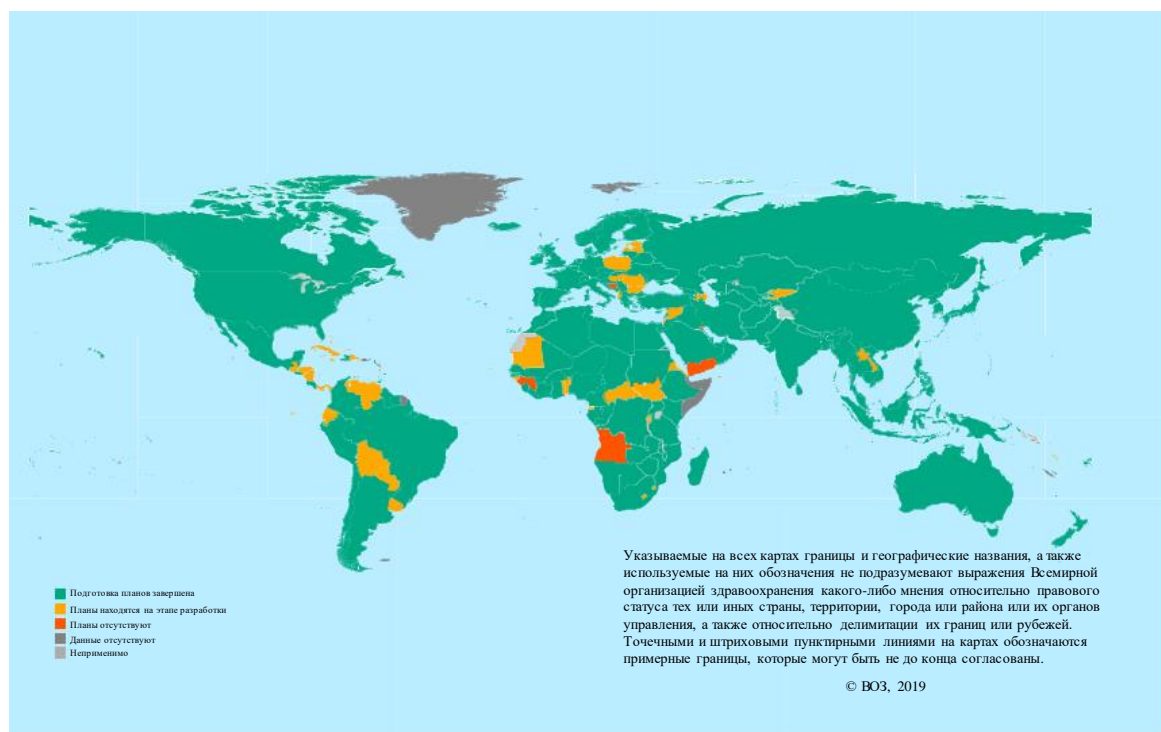 Подготовка планов завершена
Планы находятся на этапе разработки
Планы отсутствуют
Данные отсутствуют
Неприменимо
Указываемые на всех картах границы и географические названия, а также
используемые на них обозначения не подразумевают выражения Всемирной
организацией здравоохранения какого-либо мнения относительно правового
статуса тех или иных страны, территории, города или района или их органов
управления, а также относительно делимитации их границ или рубежей.
Точечными и штриховыми пунктирными линиями на картах обозначаются
примерные границы, которые могут быть не до конца согласованы.
© ВОЗ, 2019